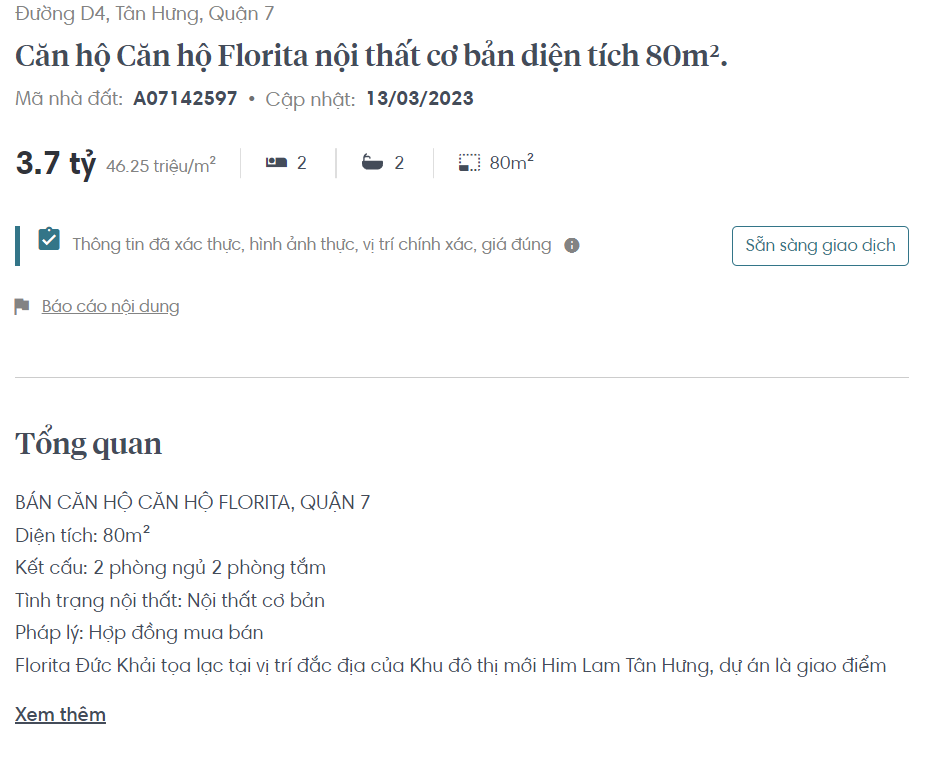 Đường D4, Tân Hưng, Quận 7
Căn hộ Căn hộ Florita nội thất cơ bản diện tích 80m².
Mã nhà đất: A07142597 • Cập nhật: 13/03/2023
3.7 tỷ 46.25 triệu/m² 2 2 80m²
Thông tin đã xác thực, hình ảnh thực, vị trí chính xác, giá đúng Sẵn sàng giao dịch
Báo cáo nội dung
Tổng quan
BÁN CĂN HỘ CĂN HỘ FLORITA, QUẬN 7
Diện tích: 80m²
Kết cấu: 2 phòng ngủ 2 phòng tắm
Tình trạng nội thất: Nội thất cơ bản
Pháp lý: Hợp đồng mua bán
Florita Đức Khải tọa lạc tại vị trí đắc địa của Khu đô thị mới Him Lam Tân Hưng, dự án là giao điểm
Xem thêm